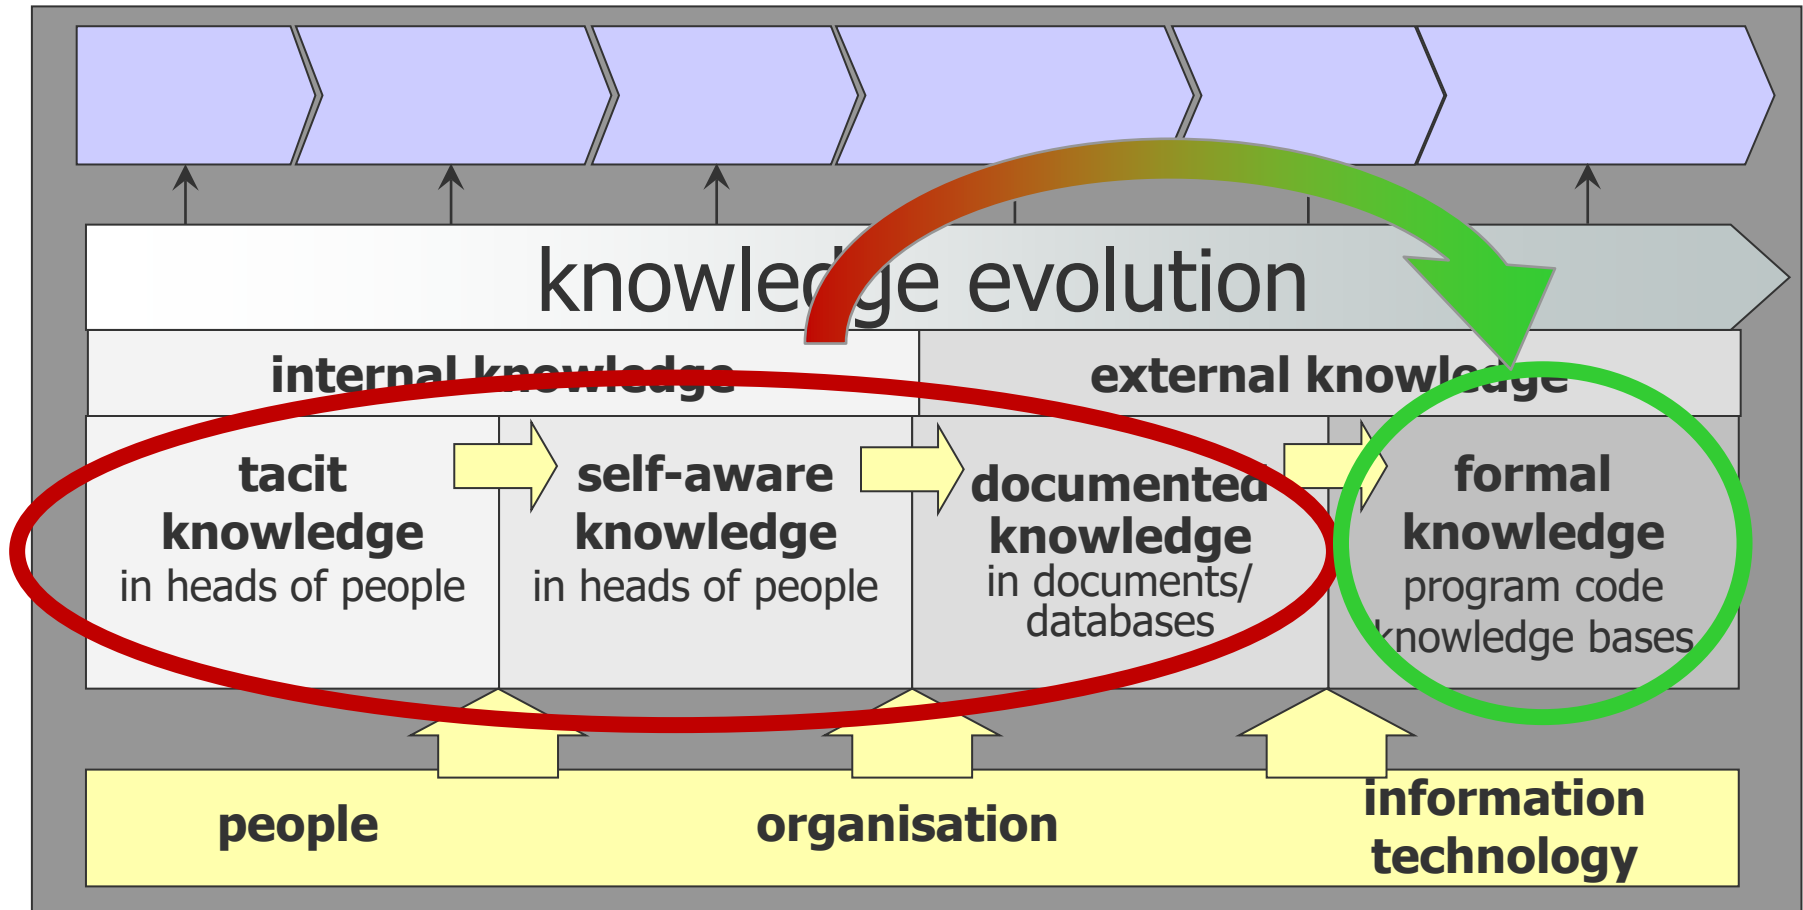 knowledge evolution
internal knowledge
external knowledge
tacit
knowledge
in heads of people
self-aware
knowledge
in heads of people
documented
knowledge
in documents/
databases
formal
knowledge
program code
knowledge bases
people
organisation
information
technology